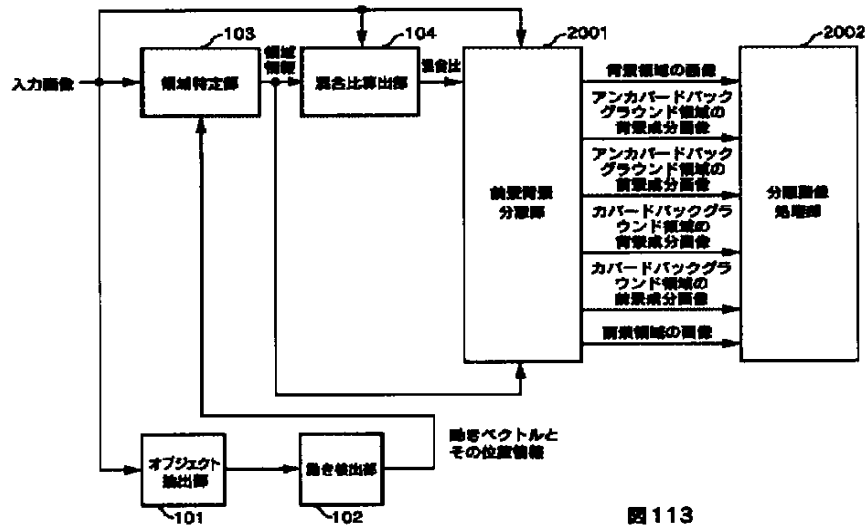 103
104
2001
2002
入力画像
領域特定部
領域
情報
混合比算出部
混合比
前景背景
分離部
背景領域の画像
アンカバードバック
グラウンド領域の
背景成分画像
アンカバードバック
グラウンド領域の
前景成分画像
カバードバックグラ
ウンド領域の
背景成分画像
カバードバックグラ
ウンド領域の
前景成分画像
前景領域の画像
分離画像
処理部
オブジェクト
抽出部
101
動き検出部
102
動きベクトルと
その位置情報
図113